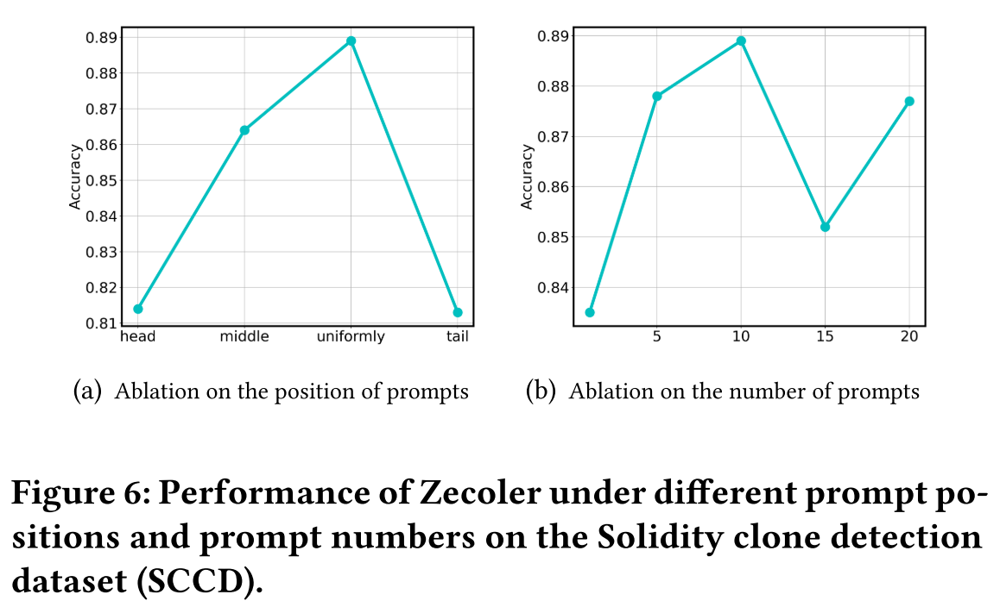 0.89
0.88
0.87
0.86
0.85
0.84
0.83
0.82
0.81
Accuracy
head middle uniformly tail
(a) Ablation on the position of prompts
0.89
0.88
0.87
0.86
0.85
0.84
Accuracy
5 10 15 20
(b) Ablation on the number of prompts
Figure 6: Performance of Zecoler under different prompt po-
sitions and prompt numbers on the Solidity clone detection
dataset (SCCD).